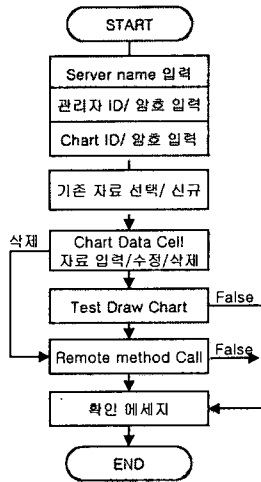 START
Server name 입력
관리자 ID/ 암호 입력
Chart ID/ 암호 입력
기존 자료 선택/ 신규
삭제
Chart Data Cell
자료 입력/수정/삭제
Test Draw Chart
False
Remote method Call
False
확인 메세지
END